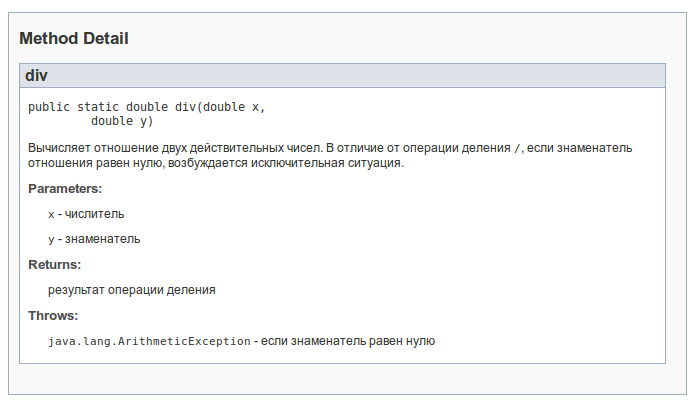 Method Detail
div
public static double div(double x,
double y)
Вычисляет отношение двух действительных чисел. В отличие от операции деления /, если знаменатель
отношения равен нулю, возбуждается исключительная ситуация.
Parameters:
x - числитель
y - знаменатель
Returns:
результат операции деления
Throws:
java.lang.ArithmeticException - если знаменатель равен нулю